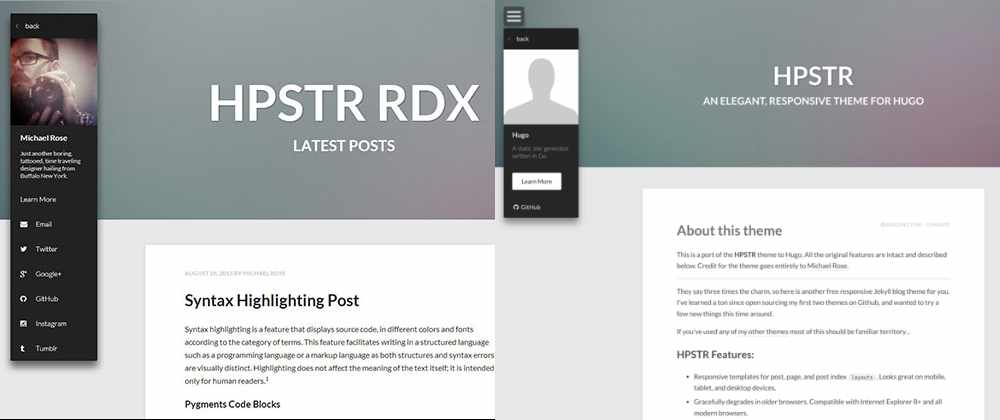 back
Michael Rose
Just another boring,
tattooed, time traveling
designer hailing from
Buffalo New York.
Learn More
Email
Twitter
Google+
GitHub
Instagram
Tumblr
HPSTR RDX
LATEST POSTS
BY MICHAEL ROSE
Syntax Highlighting Post
Syntax highlighting is a feature that displays source code, in different colors and fonts
according to the category of terms. This feature facilitates writing in a structured language
such as a programming language or a markup language as both structures and syntax errors
are visually distinct. Highlighting does not affect the meaning of the text itself; it is intended
only for human readers.1
Pygments Code Blocks
back
Hugo
A static site generator
written in Go.
Learn More
GitHub
HPSTR
AN ELEGANT, RESPONSIVE THEME FOR HUGO
About this theme
This is a port of the HPSTR theme to Hugo. All the original features are intact and described
below. Credit for the theme goes entirely to Michael Rose.
They say three times the charm, so here is another free responsive Jekyll blog theme for you.
I've learned a ton since open sourcing my first two themes on Github, and wanted to try a
few new things this time around.
If you've used any of my other themes most of this should be familiar territory...
HPSTR Features:
• Responsive templates for post, page, and post index layouts. Looks great on mobile,
tablet, and desktop devices.
• Gracefully degrades in older browsers. Compatible with Internet Explorer 8+ and all
modern browsers.